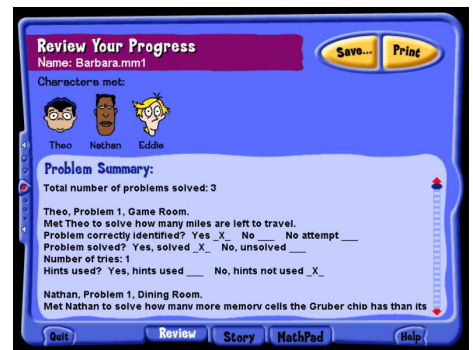 Review Your Progress
Name: Barbara.mm1
Save...
Print
Characters met:
Theo
Nathan
Eddie
Problem Summary:
Total number of problems solved: 3
Theo, Problem 1, Game Room.
Met Theo to solve how many miles are left to travel.
Problem correctly identified? Yes _X_ No ___ No attempt ___
Problem solved? Yes, solved _X_ No, unsolved ___
Number of tries: 1
Hints used? Yes, hints used ___ No, hints not used _X_
Nathan, Problem 1, Dining Room.
Met Nathan to solve how many more memory cells the Gruber chip has than its
Quit
Review
Story
MathPad
Help